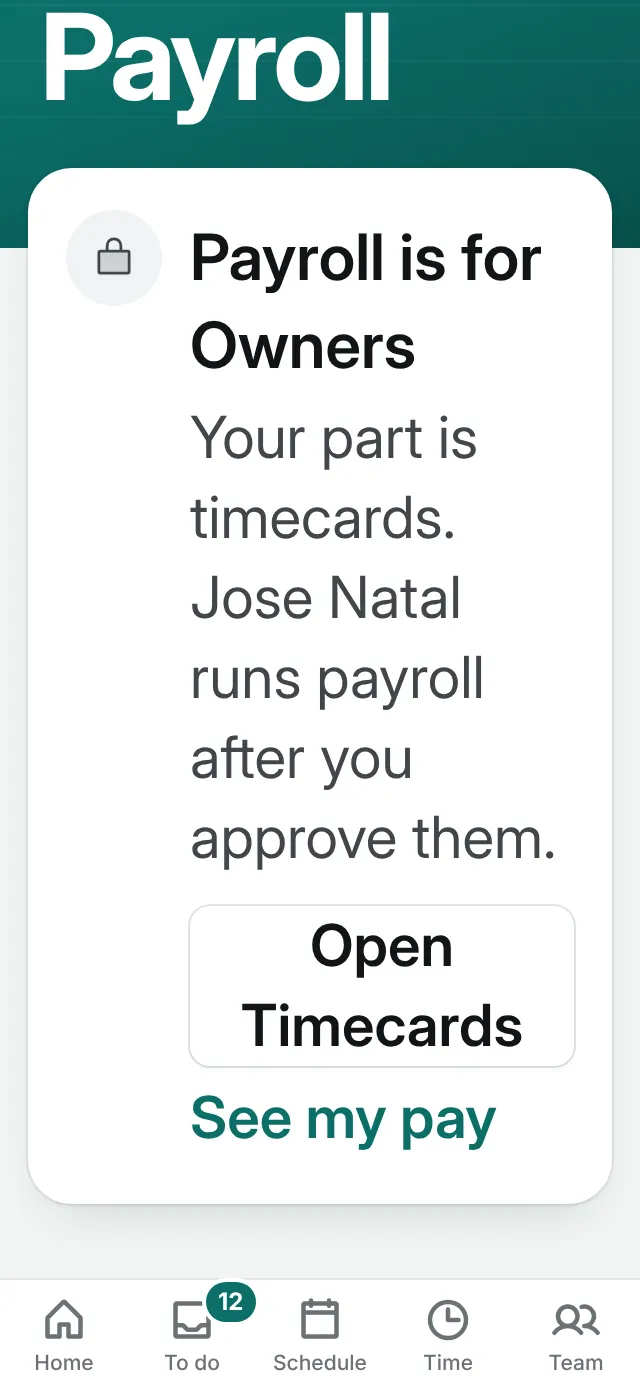 Payroll
Payroll is for
Owners
Your part is
timecards.
Jose Natal
runs payroll
after you
approve them.
Open
Timecards
See my pay
12
Home
To do
Schedule
Time
Team